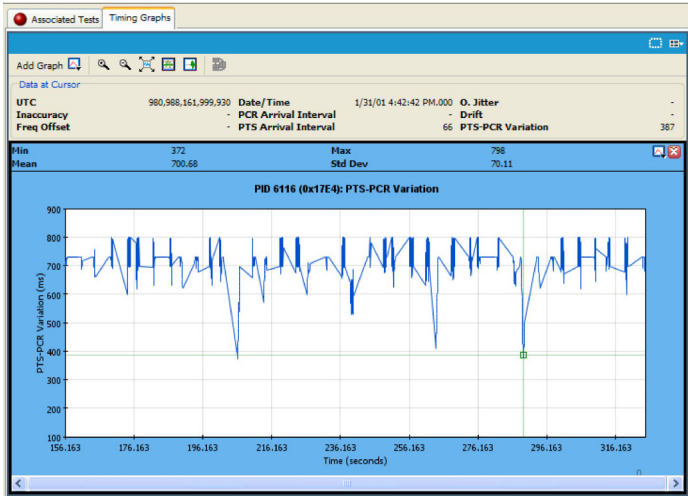 Associated Tests Timing Graphs
Add Graph
Data at Cursor
UTC 980,988,161,999,930 Date/Time 1/31/01 4:42:42 PM.000 O. Jitter -
Inaccuracy - PCR Arrival Interval - Drift -
Freq Offset - PTS Arrival Interval 66 PTS-PCR Variation 387
Min 372 Max 798
Mean 700.68 Std Dev 70.11
PID 6116 (0x17E4): PTS-PCR Variation
PTS-PCR Variation (ms)
900
800
700
600
500
400
300
200
100
156.163 176.163 196.163 216.163 236.163 256.163 276.163 296.163 316.163
Time (seconds)
0